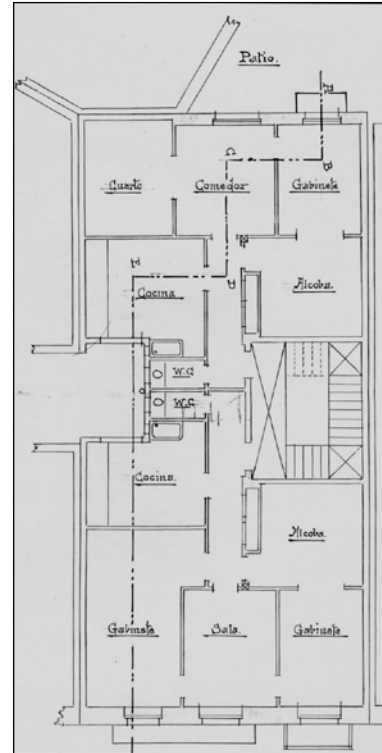 Patio.
A
Cuarto
Comedor
C
B
Gabinete
Cocina
D
Alcoba.
W.C
W.C
Cocina.
Alcoba
Gabinete
Sala.
Gabinete